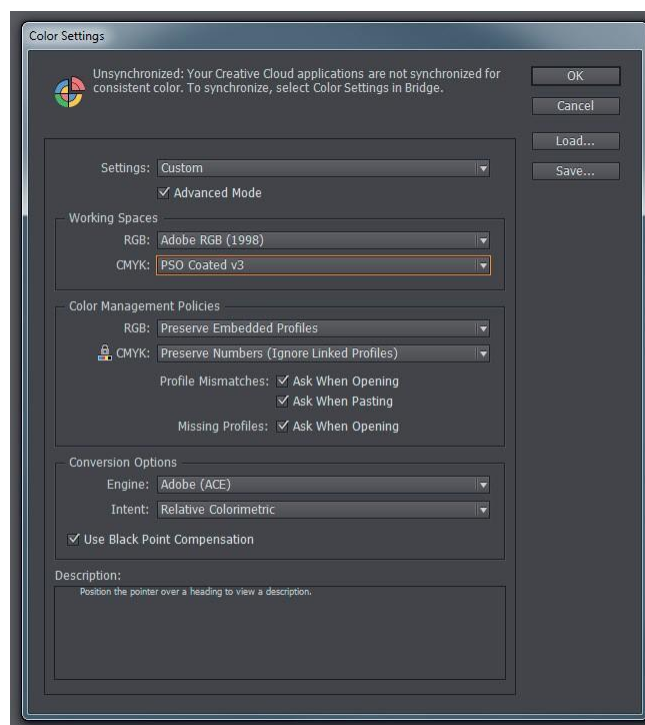 Color Settings
Unsynchronized: Your Creative Cloud applications are not synchronized for
consistent color. To synchronize, select Color Settings in Bridge.
OK
Cancel
Load...
Save...
Settings: Custom
Advanced Mode
Working Spaces
RGB: Adobe RGB (1998)
CMYK: PSO Coated v3
Color Management Policies
RGB: Preserve Embedded Profiles
CMYK: Preserve Numbers (Ignore Linked Profiles)
Profile Mismatches: Ask When Opening
Ask When Pasting
Missing Profiles: Ask When Opening
Conversion Options
Engine: Adobe (ACE)
Intent: Relative Colorimetric
Use Black Point Compensation
Description:
Position the pointer over a heading to view a description.